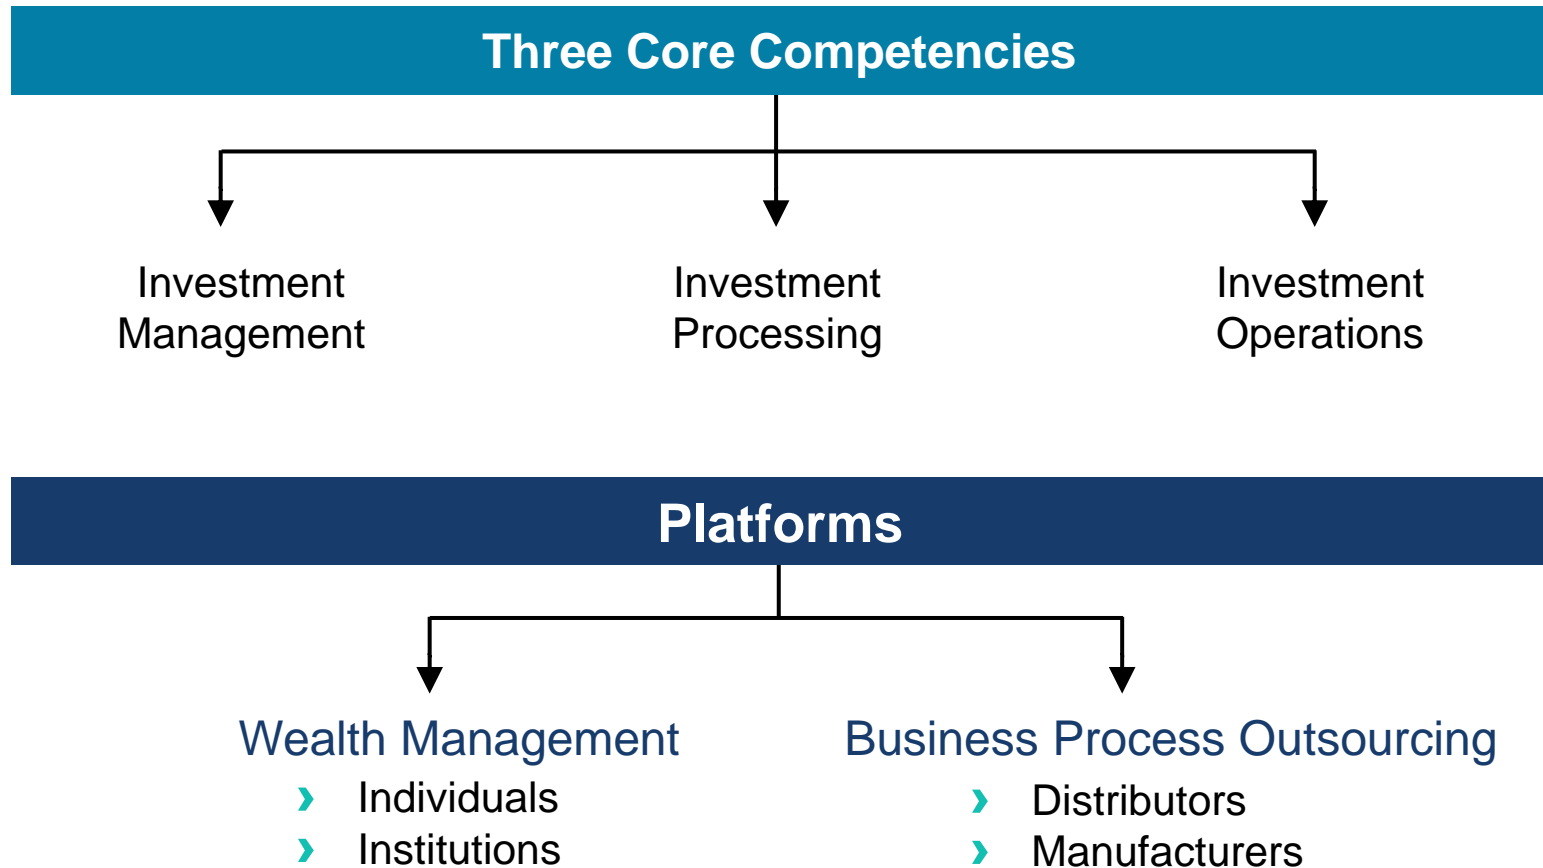 Three Core Competencies
Investment
Management
Investment
Processing
Investment
Operations
Platforms
Wealth Management
› Individuals
› Institutions
Business Process Outsourcing
› Distributors
› Manufacturers